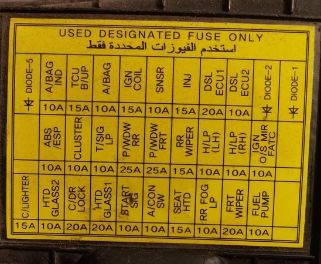 USED DESIGNATED FUSE ONLY
استخدم الفيوزات المحددة فقط
DIODE-5 A/BAG IND TCU B/UP A/BAG IGN COIL SNSR INJ DSL ECU1 DSL ECU2 DIODE-2 DIODE-1
10A 15A 10A 15A 10A 15A 20A 10A
ABS /ESP CLUSTER T/SIG LP P/WDW RR P/WDW FRT RR WIPER H/LP (LH) H/LP (RH) IGN O/S MIR FATC
10A 10A 10A 25A 25A 15A 10A 10A 10A
C/LIGHTER HTD GLASS2 C/DR LOCK HTD GLASS1 START SIG A/CON SW SEAT HTD RR FOG LP FRT WIPER FUEL PUMP
15A 10A 20A 20A 10A 10A 15A 10A 20A 10A